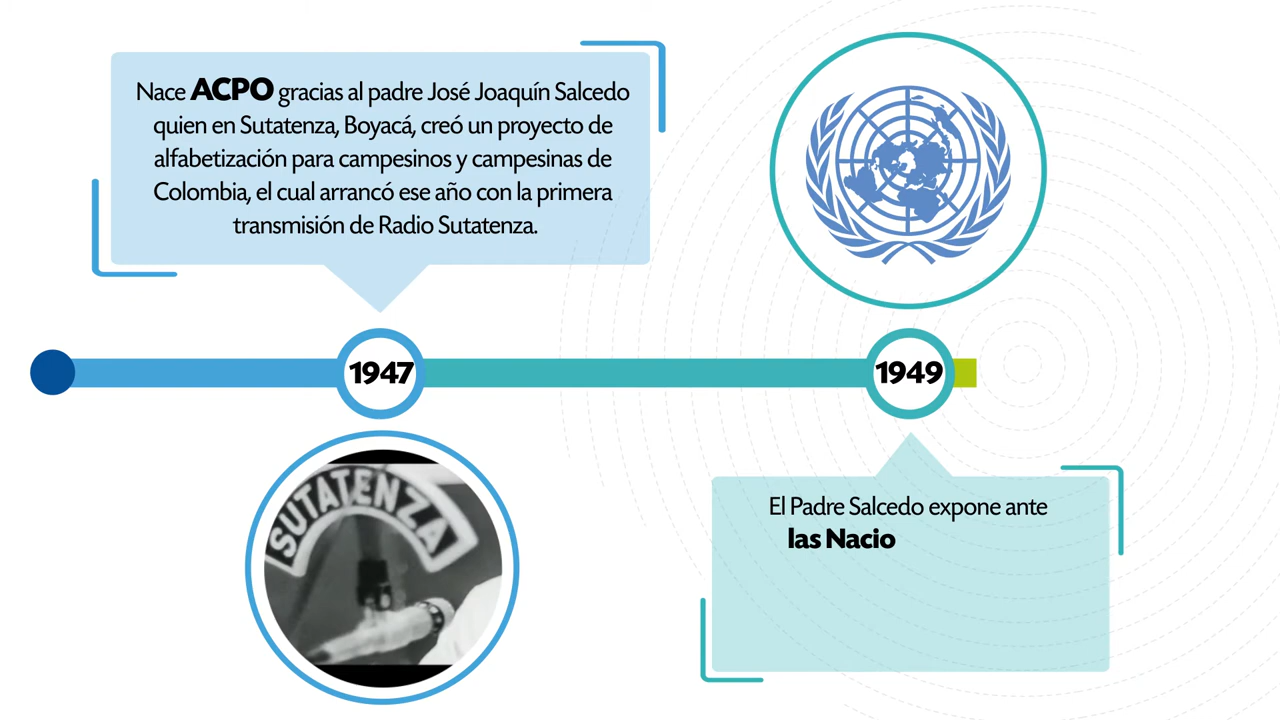 Nace ACPO gracias al padre José Joaquín Salcedo
quien en Sutatenza, Boyacá, creó un proyecto de
alfabetización para campesinos y campesinas de
Colombia, el cual arrancó ese año con la primera
transmisión de Radio Sutatenza.
1947
1949
SUTATENZA
El Padre Salcedo expone ante
las Nacio